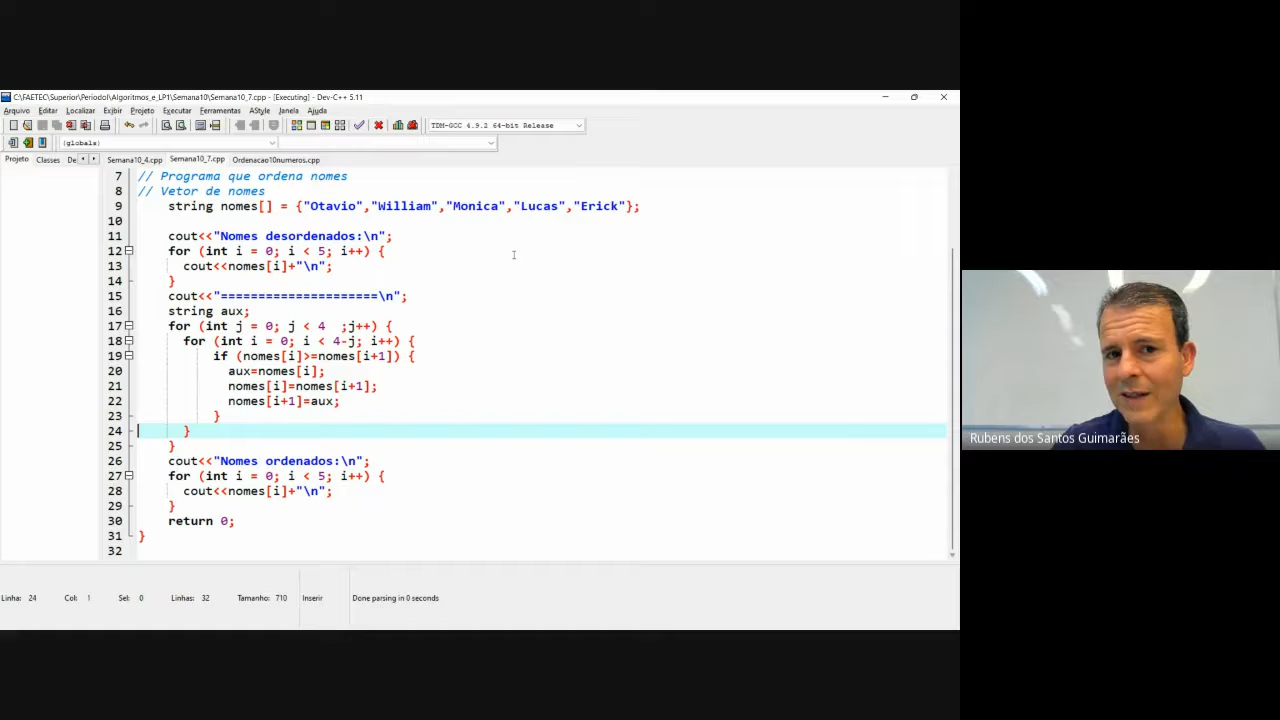 C:\FAETEC\Superior\PeriodoI\Algoritmos_e_LP1\Semana10\Semana10_7.cpp - [Executing] - Dev-C++ 5.11
Arquivo Editar Localizar Exibir Projeto Executar Ferramentas AStyle Janela Ajuda
TDM-GCC 4.9.2 64-bit Release
(globals)
Projeto Classes De Semana10_4.cpp Semana10_7.cpp Ordenacao10numeros.cpp
7 // Programa que ordena nomes
8 // Vetor de nomes
9 string nomes[] = {"Otavio","William","Monica","Lucas","Erick"};
10
11 cout<<"Nomes desordenados:\n";
12 for (int i = 0; i < 5; i++) {
13 cout<<nomes[i]+"\n";
14 }
15 cout<<"=====================\n";
16 string aux;
17 for (int j = 0; j < 4  ;j++) {
18 for (int i = 0; i < 4-j; i++) {
19 if (nomes[i]>=nomes[i+1]) {
20 aux=nomes[i];
21 nomes[i]=nomes[i+1];
22 nomes[i+1]=aux;
23 }
24 }
25 }
26 cout<<"Nomes ordenados:\n";
27 for (int i = 0; i < 5; i++) {
28 cout<<nomes[i]+"\n";
29 }
30 return 0;
31 }
32
Linha: 24 Col: 1 Sel: 0 Linhas: 32 Tamanho: 710 Inserir Done parsing in 0 seconds
Rubens dos Santos Guimarães